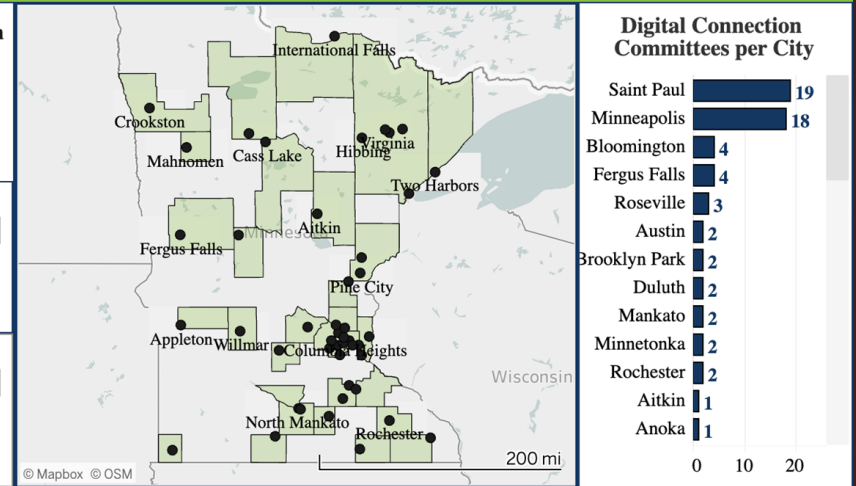 n
International Falls
Crookston
Virginia
Hibbing
Cass Lake
Mahnomen
Two Harbors
Aitkin
Minnesota
Fergus Falls
Pine City
Appleton
Willmar
Columbia Heights
Wisconsin
North Mankato
Rochester
200 mi
© Mapbox © OSM
Digital Connection
Committees per City
Saint Paul 19
Minneapolis 18
Bloomington 4
Fergus Falls 4
Roseville 3
Austin 2
Brooklyn Park 2
Duluth 2
Mankato 2
Minnetonka 2
Rochester 2
Aitkin 1
Anoka 1
0 10 20